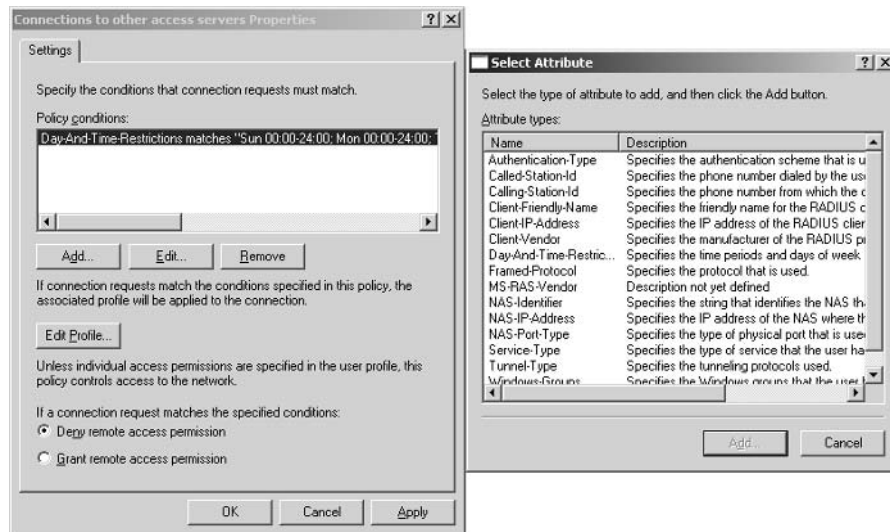 Connections to other access servers Properties
Settings
Specify the conditions that connection requests must match.
Policy conditions:
Day-And-Time-Restrictions matches "Sun 00:00-24:00; Mon 00:00-24:00;
Add...
Edit...
Remove
If connection requests match the conditions specified in this policy, the
associated profile will be applied to the connection.
Edit Profile...
Unless individual access permissions are specified in the user profile, this
policy controls access to the network.
If a connection request matches the specified conditions:
Deny remote access permission
Grant remote access permission
OK
Cancel
Apply
Select Attribute
Select the type of attribute to add, and then click the Add button.
Attribute types:
Name Description
Authentication-Type Specifies the authentication scheme that is u
Called-Station-Id Specifies the phone number dialed by the use
Calling-Station-Id Specifies the phone number from which the c
Client-Friendly-Name Specifies the friendly name for the RADIUS c
Client-IP-Address Specifies the IP address of the RADIUS clien
Client-Vendor Specifies the manufacturer of the RADIUS p
Day-And-Time-Restric... Specifies the time periods and days of week
Framed-Protocol Specifies the protocol that is used.
MS-RAS-Vendor Description not yet defined
NAS-Identifier Specifies the string that identifies the NAS th
NAS-IP-Address Specifies the IP address of the NAS where th
NAS-Port-Type Specifies the type of physical port that is use
Service-Type Specifies the type of service that the user ha
Tunnel-Type Specifies the tunneling protocols used.
Windows-Groups Specifies the Windows groups that the user
Add...
Cancel